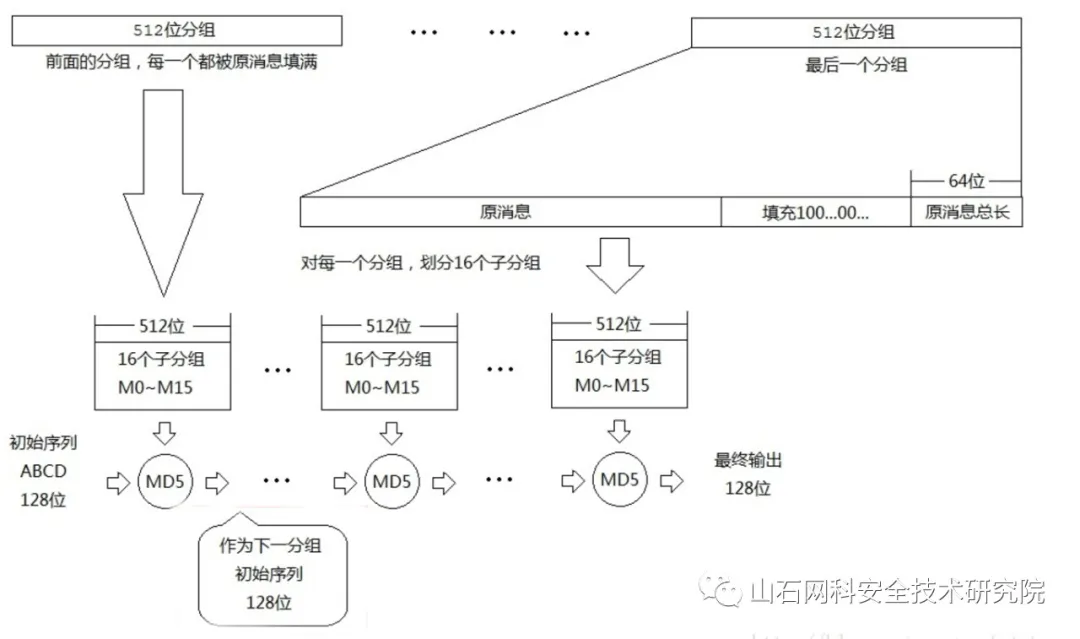 512位分组
... ... ...
512位分组
前面的分组，每一个都被原消息填满
最后一个分组
64位
原消息
填充100...00...
原消息总长
对每一个分组，划分16个子分组
512位
512位
512位
16个子分组
M0~M15
...
16个子分组
M0~M15
...
16个子分组
M0~M15
初始序列
ABCD
128位
MD5
...
MD5
...
MD5
最终输出
128位
作为下一分组
初始序列
128位
山石网科安全技术研究院